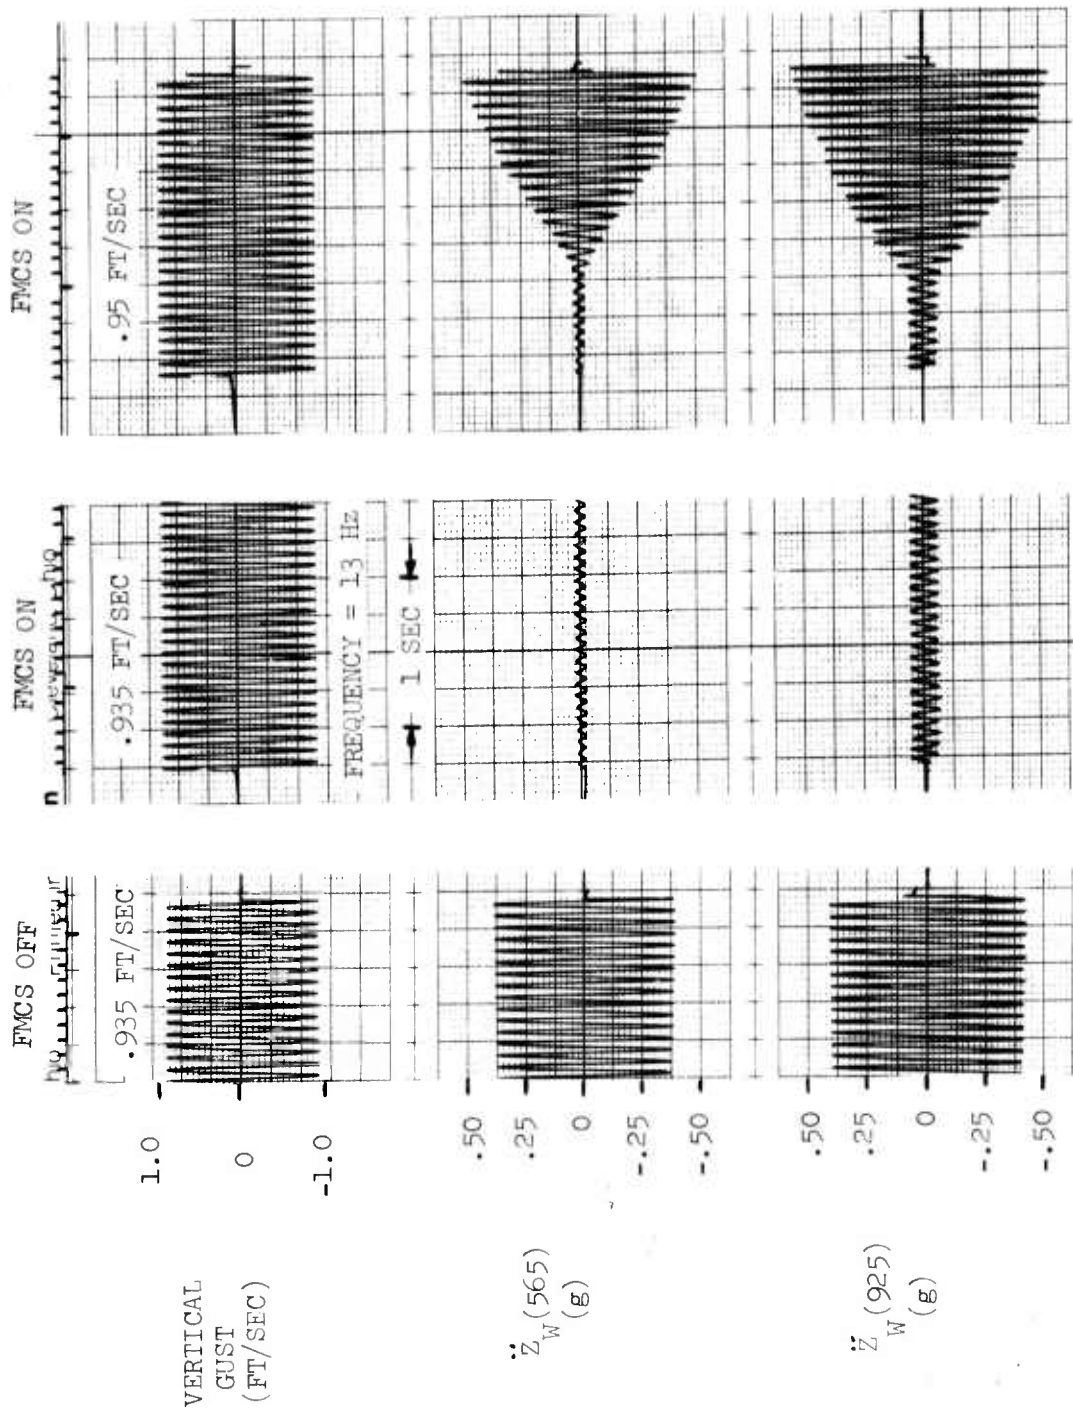 FMCS OFF
FMCS ON
FMCS ON
VERTICAL
GUST
(FT/SEC)
1.0
0
-1.0
.935 FT/SEC
.935 FT/SEC
.95 FT/SEC
FREQUENCY = 13 Hz
1 SEC
Z̈W(565)
(g)
.50
.25
0
-.25
-.50
Z̈W(925)
(g)
.50
.25
0
-.25
-.50